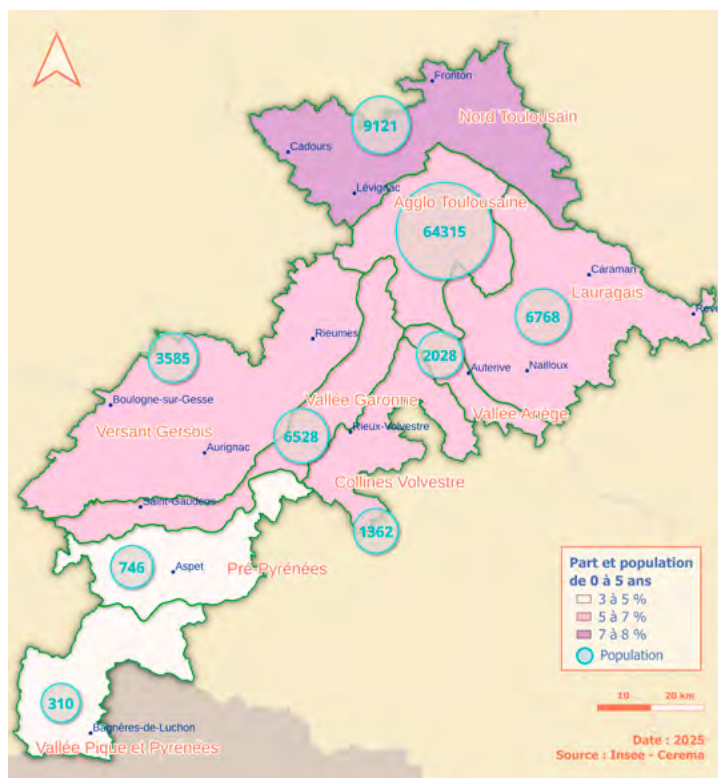 Fronton
Nord Toulousain
9121
Cadours
Lévignac
Agglo Toulousaine
64315
Caraman
Lauragais
6768
Rieumes
3585
2028
Auterive
Nailloux
Boulogne-sur-Gesse
Vallée Garonne
Vallée Ariège
Versant Gersois
6528
Rieux-Volvestre
Aurignac
Collines Volvestre
Saint-Gaudens
1362
746
Aspet
Pré-Pyrénées
310
Bagnères-de-Luchon
Vallée Pique et Pyrénées
Part et population
de 0 à 5 ans
3 à 5 %
5 à 7 %
7 à 8 %
Population
10 20 km
Date : 2025
Source : Insee - Cerema